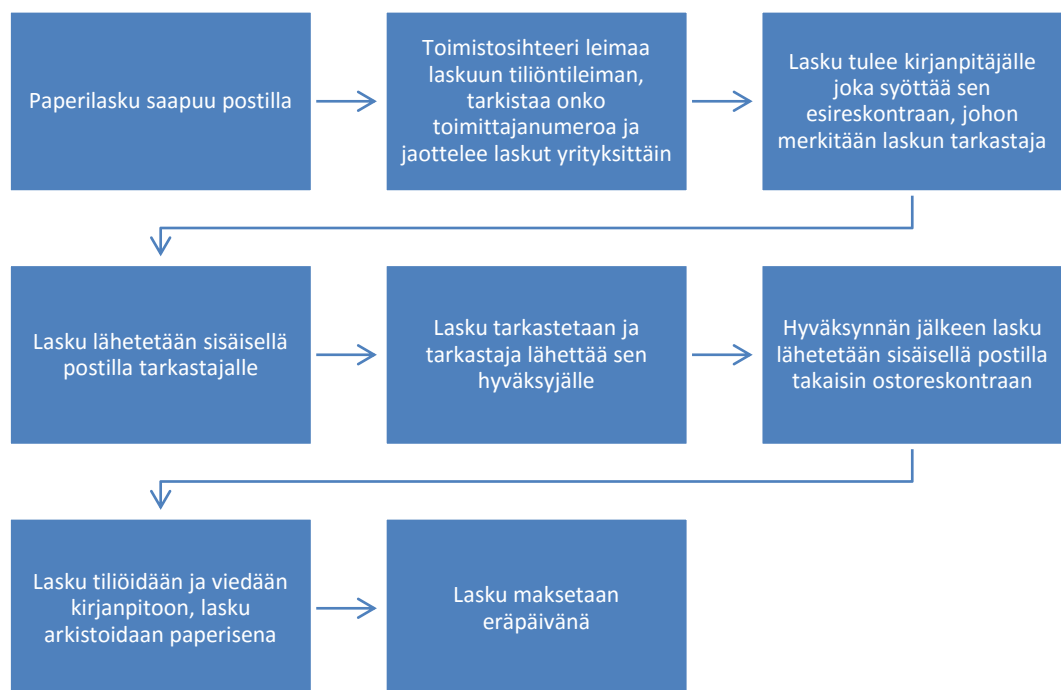 Paperilasku saapuu postilla
Toimistosihteeri leimaa
laskuun tiliöntileiman,
tarkistaa onko
toimittajanumeroa ja
jaottelee laskut yrityksittäin
Lasku tulee kirjanpitäjälle
joka syöttää sen
esireskontraan, johon
merkitään laskun tarkastaja
Lasku lähetetään sisäisellä
postilla tarkastajalle
Lasku tarkastetaan ja
tarkastaja lähettää sen
hyväksyjälle
Hyväksynnän jälkeen lasku
lähetetään sisäisellä postilla
takaisin ostoreskontraan
Lasku tiliöidään ja viedään
kirjanpitoon, lasku
arkistoidaan paperisena
Lasku maksetaan
eräpäivänä